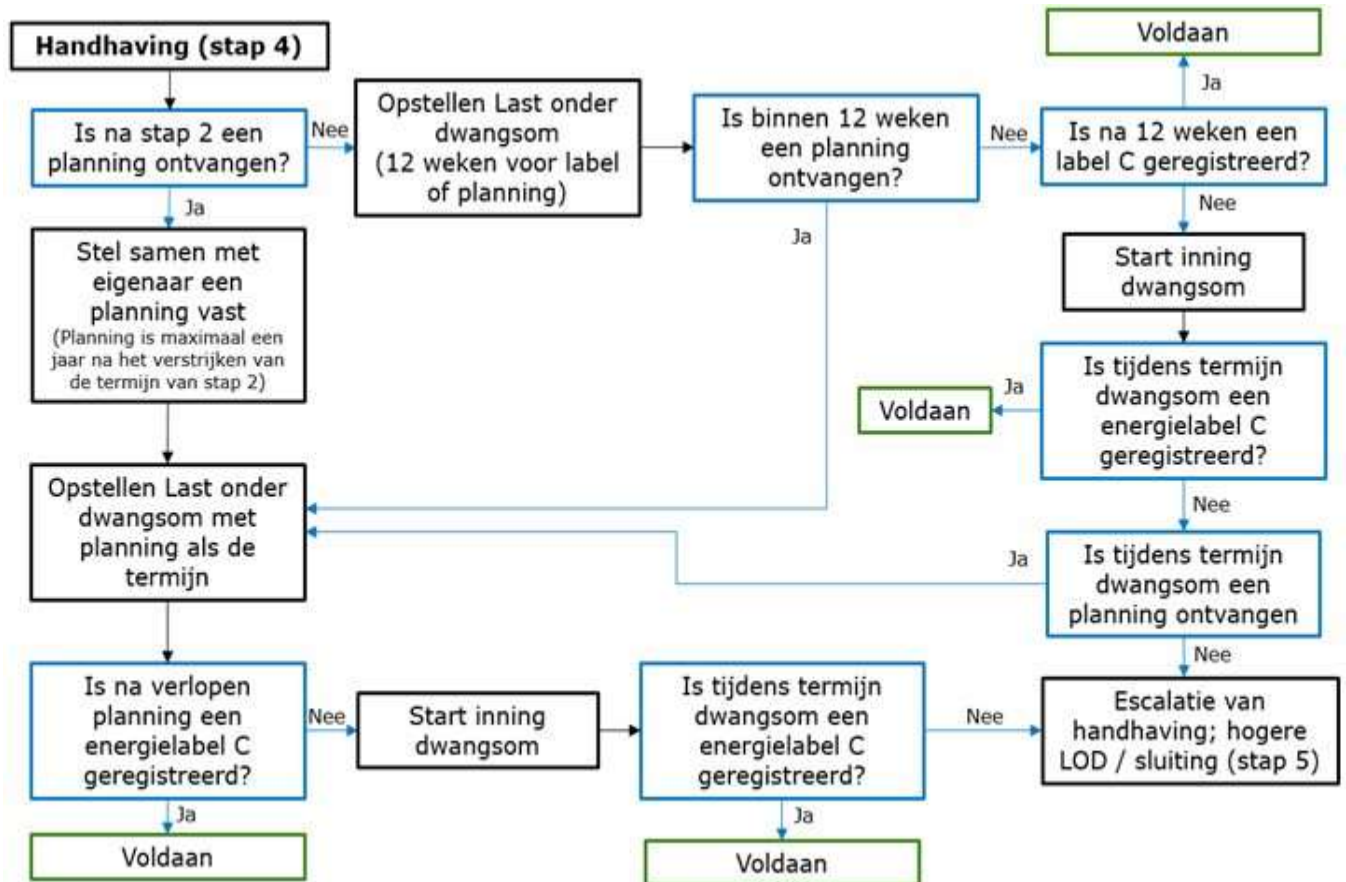 Handhaving (stap 4)
Is na stap 2 een
planning ontvangen?
Nee
Ja
Opstellen Last onder
dwangsom
(12 weken voor label
of planning)
Is binnen 12 weken
een planning
ontvangen?
Nee
Ja
Is na 12 weken een
label C geregistreerd?
Ja
Voldaan
Nee
Start inning
dwangsom
Is tijdens termijn
dwangsom een
energielabel C
geregistreerd?
Ja
Voldaan
Nee
Is tijdens termijn
dwangsom een
planning ontvangen
Ja
Nee
Stel samen met
eigenaar een
planning vast
(Planning is maximaal een
jaar na het verstrijken van
de termijn van stap 2)
Opstellen Last onder
dwangsom met
planning als de
termijn
Is na verlopen
planning een
energielabel C
geregistreerd?
Nee
Ja
Voldaan
Start inning
dwangsom
Is tijdens termijn
dwangsom een
energielabel C
geregistreerd?
Nee
Ja
Voldaan
Escalatie van
handhaving; hogere
LOD / sluiting (stap 5)